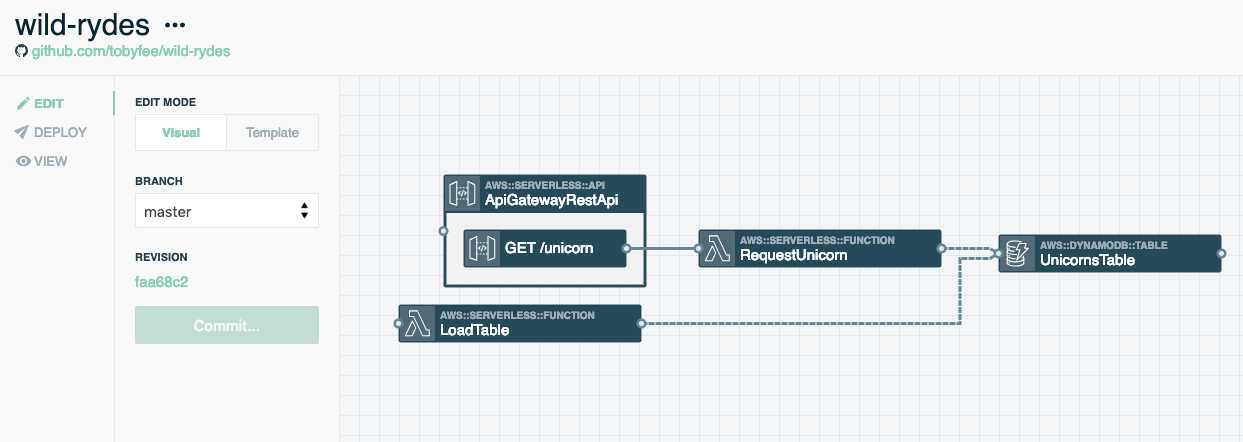 wild-rydes ...
github.com/tobyfee/wild-rydes
EDIT
DEPLOY
VIEW
EDIT MODE
Visual Template
BRANCH
master
REVISION
faa68c2
Commit...
AWS::SERVERLESS::API
ApiGatewayRestApi
GET /unicorn
AWS::SERVERLESS::FUNCTION
RequestUnicorn
AWS::DYNAMODB::TABLE
UnicornsTable
AWS::SERVERLESS::FUNCTION
LoadTable